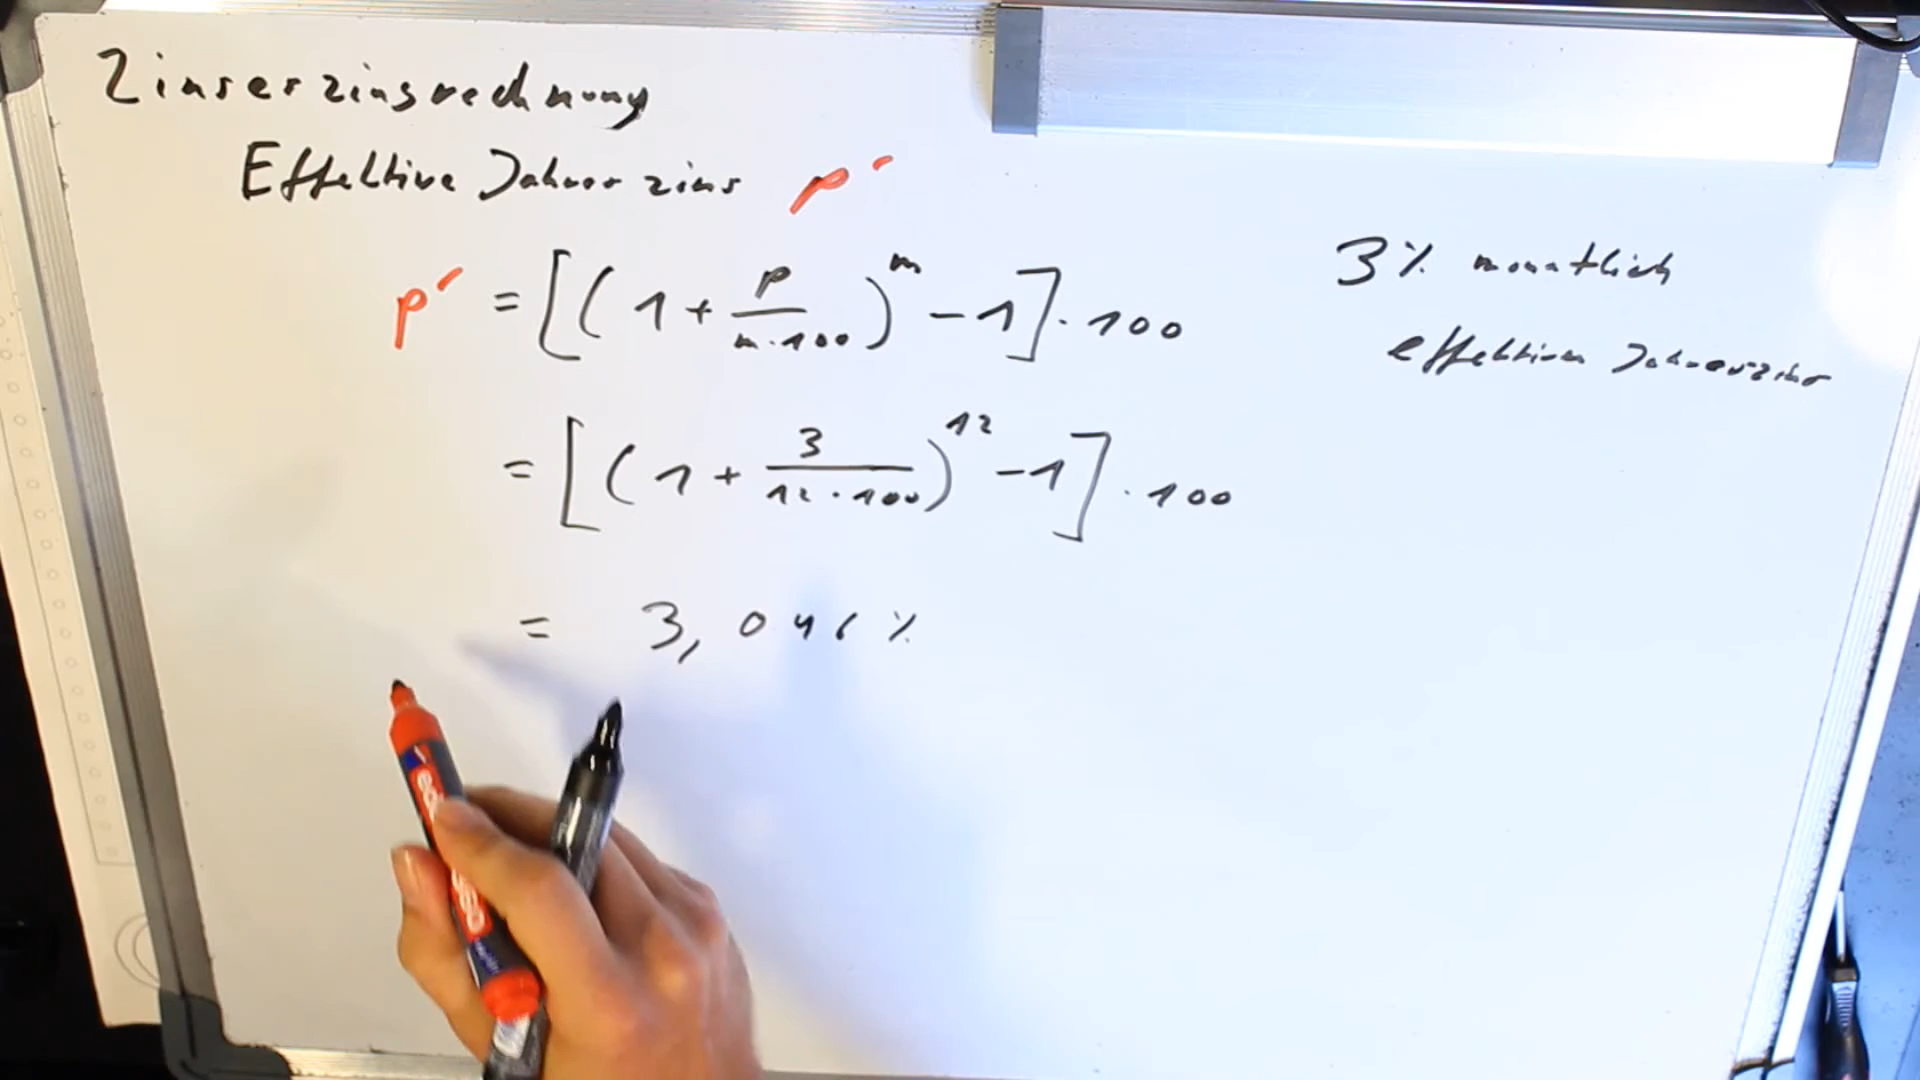 Zinseszinsrechnung
Effektive Jahreszins p'
p' = [(1 + p/(m·100))^m - 1] · 100
= [(1 + 3/(12·100))^12 - 1] · 100
= 3,046 %
3 % monatlich
effektiven Jahreszins